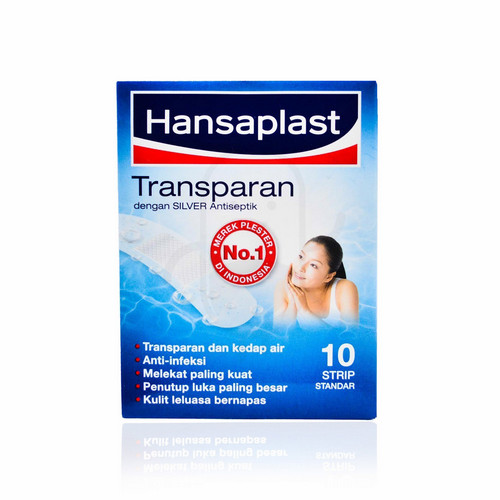 Hansaplast
Transparan
dengan SILVER Antiseptik
MEREK PLESTER
No.1
DI INDONESIA*
• Transparan dan kedap air
• Anti-infeksi
• Melekat paling kuat
• Penutup luka paling besar
• Kulit leluasa bernapas
10
STRIP
STANDAR